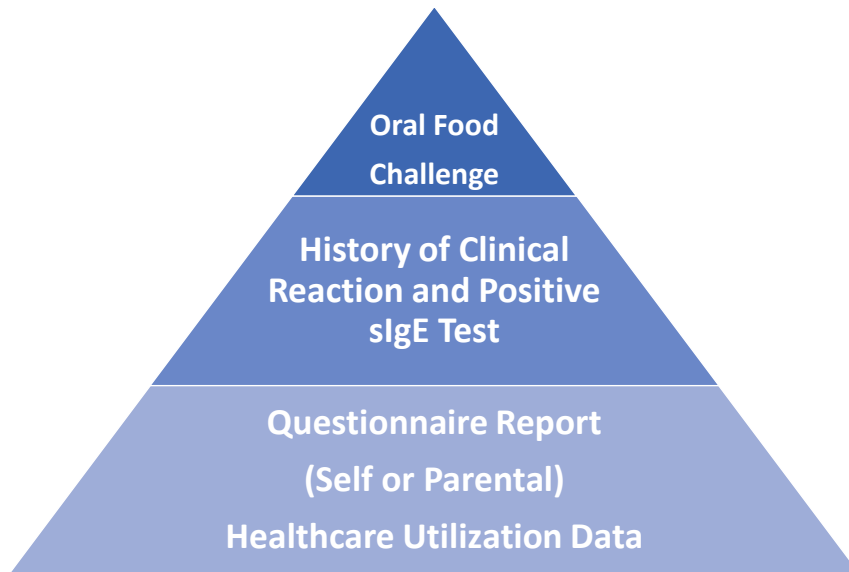 Oral Food
Challenge
History of Clinical
Reaction and Positive
sIgE Test
Questionnaire Report
(Self or Parental)
Healthcare Utilization Data